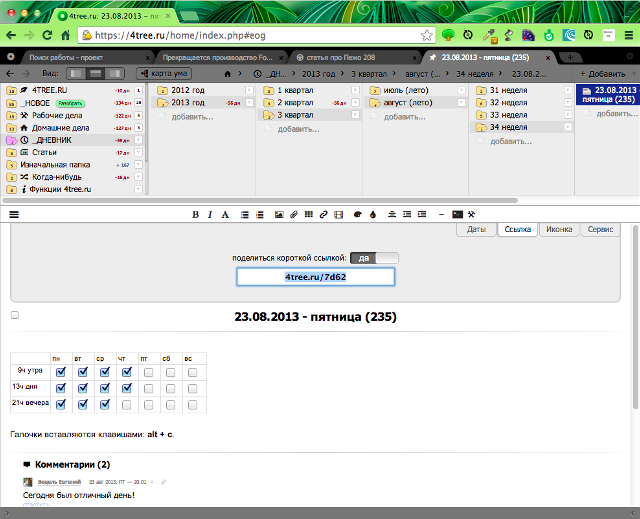 4tree.ru: 23.08.2013 – пя
https://4tree.ru/home/index.php#eog
Поиск работы - проект
Прекращается производство Fo
статья про Пежо 208
23.08.2013 - пятница (235)
Вид:
карта ума
_ДН...
2013 год
3 квартал
август (...
34 неделя
23.08.2...
+ Добавить
4TREE.RU
_НОВОЕ
Разобрать
Рабочие дела
Домашние дела
_ДНЕВНИК
Статьи
Изначальная папка
Когда-нибудь
Функции 4tree.ru
2012 год
2013 год
добавить...
1 квартал
2 квартал
3 квартал
добавить...
июль (лето)
август (лето)
добавить...
31 неделя
32 неделя
33 неделя
34 неделя
добавить...
23.08.2013 -
пятница (235)
добавить...
B I A
Даты
Ссылка
Иконка
Сервис
поделиться короткой ссылкой: да
4tree.ru/7d62
23.08.2013 - пятница (235)
пн вт ср чт пт сб вс
9ч утра
13ч дня
21ч вечера
Галочки вставляются клавишами: alt + c.
Комментарии (2)
Вецель Евгений
23 авг 2013, ПТ — 20:01
Сегодня был отличный день!
ответить